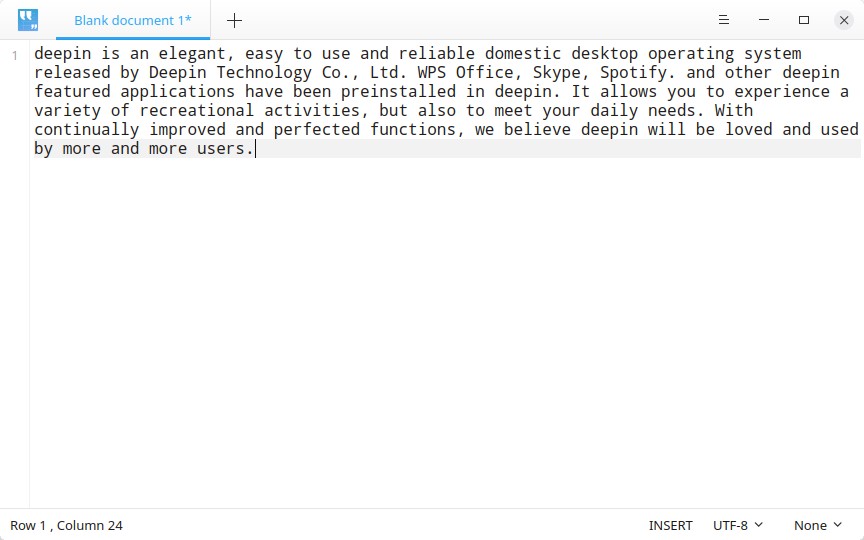 Blank document 1*
1
deepin is an elegant, easy to use and reliable domestic desktop operating system
released by Deepin Technology Co., Ltd. WPS Office, Skype, Spotify. and other deepin
featured applications have been preinstalled in deepin. It allows you to experience a
variety of recreational activities, but also to meet your daily needs. With
continually improved and perfected functions, we believe deepin will be loved and used
by more and more users.
Row 1 , Column 24 INSERT UTF-8 None